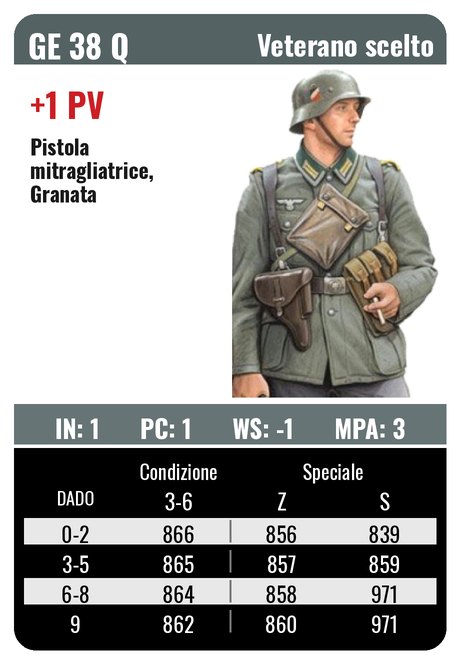 GE 38 Q Veterano scelto
+1 PV
Pistola
mitragliatrice,
Granata
IN: 1 PC: 1 WS: -1 MPA: 3
Condizione Speciale
DADO 3-6 Z S
0-2 866 856 839
3-5 865 857 859
6-8 864 858 971
9 862 860 971